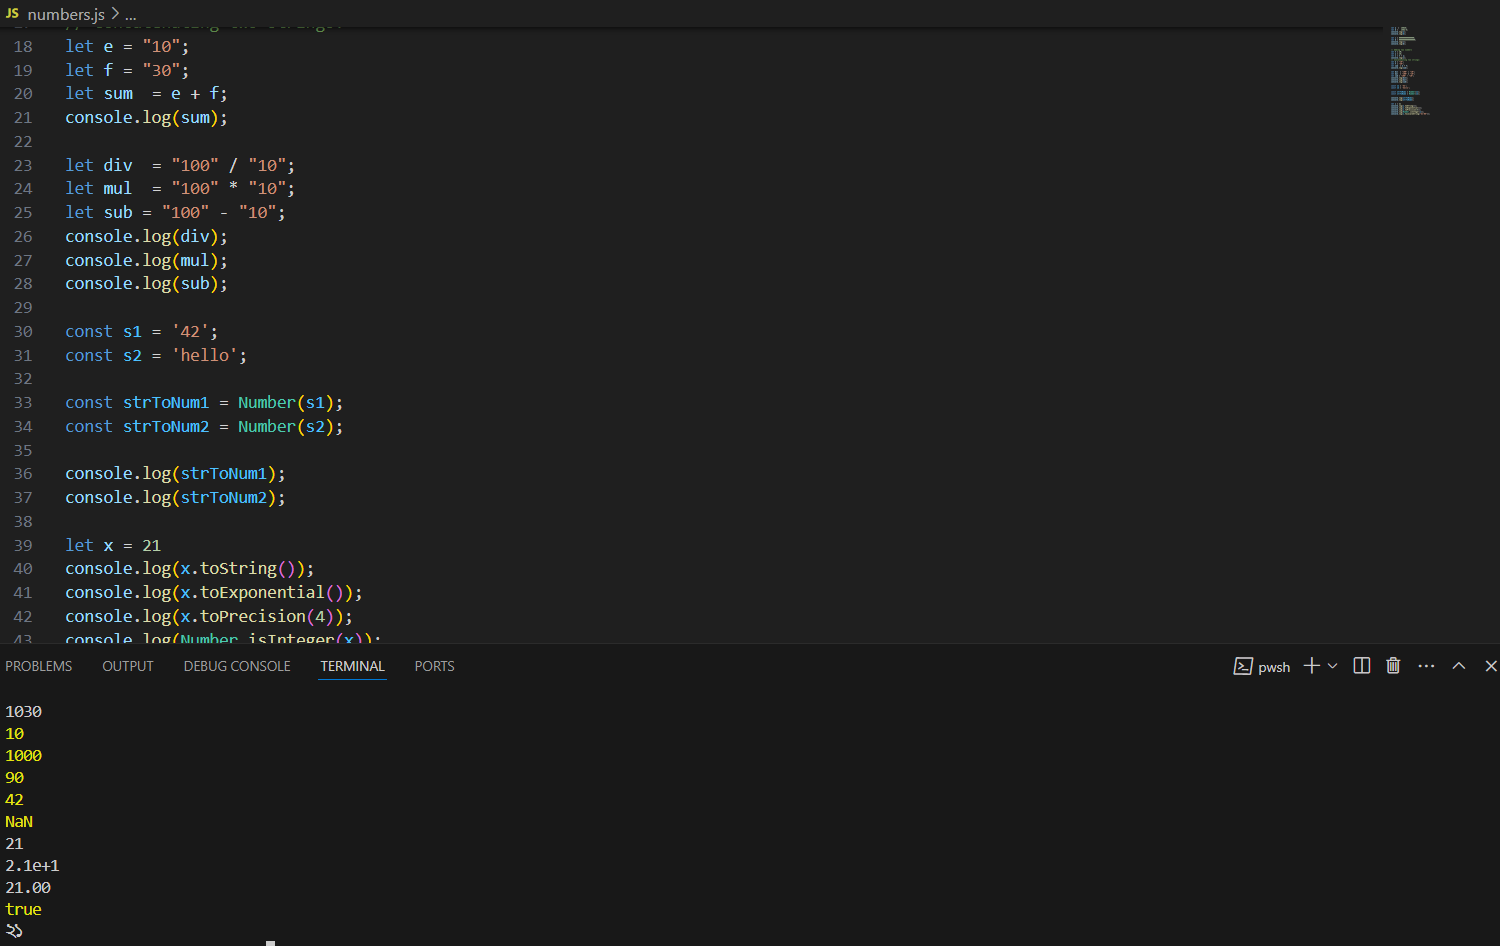 JS numbers.js > ...
18 let e = "10";
19 let f = "30";
20 let sum  = e + f;
21 console.log(sum);
22
23 let div  = "100" / "10";
24 let mul  = "100" * "10";
25 let sub = "100" - "10";
26 console.log(div);
27 console.log(mul);
28 console.log(sub);
29
30 const s1 = '42';
31 const s2 = 'hello';
32
33 const strToNum1 = Number(s1);
34 const strToNum2 = Number(s2);
35
36 console.log(strToNum1);
37 console.log(strToNum2);
38
39 let x = 21
40 console.log(x.toString());
41 console.log(x.toExponential());
42 console.log(x.toPrecision(4));
43 console.log(Number.isInteger(x));
PROBLEMS OUTPUT DEBUG CONSOLE TERMINAL PORTS pwsh
1030
10
1000
90
42
NaN
21
2.1e+1
21.00
true